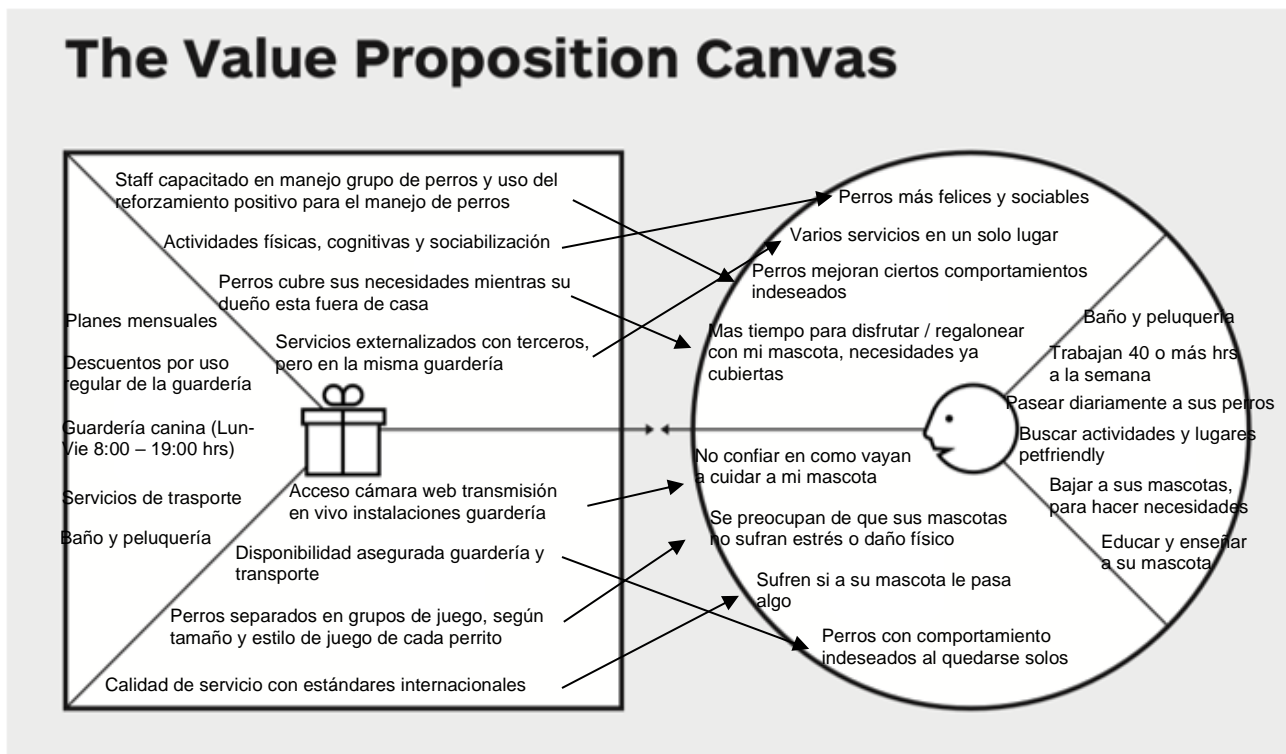 The Value Proposition Canvas
Staff capacitado en manejo grupo de perros y uso del
reforzamiento positivo para el manejo de perros
Actividades físicas, cognitivas y sociabilización
Perros cubre sus necesidades mientras su
dueño esta fuera de casa
Servicios externalizados con terceros,
pero en la misma guardería
Planes mensuales
Descuentos por uso
regular de la guardería
Guardería canina (Lun-
Vie 8:00 – 19:00 hrs)
Servicios de trasporte
Baño y peluquería
Acceso cámara web transmisión
en vivo instalaciones guardería
Disponibilidad asegurada guardería y
transporte
Perros separados en grupos de juego, según
tamaño y estilo de juego de cada perrito
Calidad de servicio con estándares internacionales
Perros más felices y sociables
Varios servicios en un solo lugar
Perros mejoran ciertos comportamientos
indeseados
Mas tiempo para disfrutar / regalonear
con mi mascota, necesidades ya
cubiertas
No confiar en como vayan
a cuidar a mi mascota
Se preocupan de que sus mascotas
no sufran estrés o daño físico
Sufren si a su mascota le pasa
algo
Perros con comportamiento
indeseados al quedarse solos
Baño y peluquería
Trabajan 40 o más hrs
a la semana
Pasear diariamente a sus perros
Buscar actividades y lugares
petfriendly
Bajar a sus mascotas,
para hacer necesidades
Educar y enseñar
a su mascota